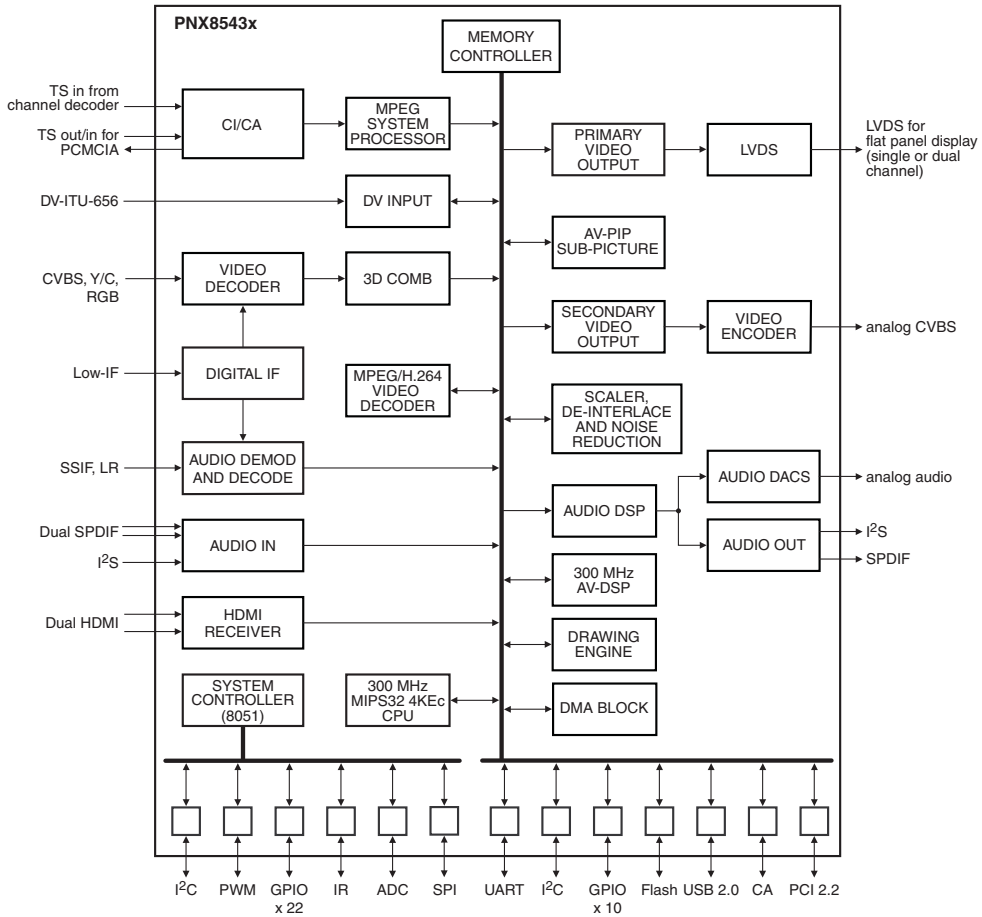 PNX8543x
MEMORY
CONTROLLER
TS in from
channel decoder
TS out/in for
PCMCIA
CI/CA
MPEG
SYSTEM
PROCESSOR
PRIMARY
VIDEO
OUTPUT
LVDS
LVDS for
flat panel display
(single or dual
channel)
DV-ITU-656
DV INPUT
AV-PIP
SUB-PICTURE
CVBS, Y/C,
RGB
VIDEO
DECODER
3D COMB
SECONDARY
VIDEO
OUTPUT
VIDEO
ENCODER
analog CVBS
Low-IF
DIGITAL IF
MPEG/H.264
VIDEO
DECODER
SCALER,
DE-INTERLACE
AND NOISE
REDUCTION
SSIF, LR
AUDIO DEMOD
AND DECODE
AUDIO DSP
AUDIO DACS
analog audio
AUDIO OUT
I²S
SPDIF
Dual SPDIF
I²S
AUDIO IN
300 MHz
AV-DSP
Dual HDMI
HDMI
RECEIVER
DRAWING
ENGINE
SYSTEM
CONTROLLER
(8051)
300 MHz
MIPS32 4KEc
CPU
DMA BLOCK
I²C
PWM
GPIO
x 22
IR
ADC
SPI
UART
I²C
GPIO
x 10
Flash
USB 2.0
CA
PCI 2.2